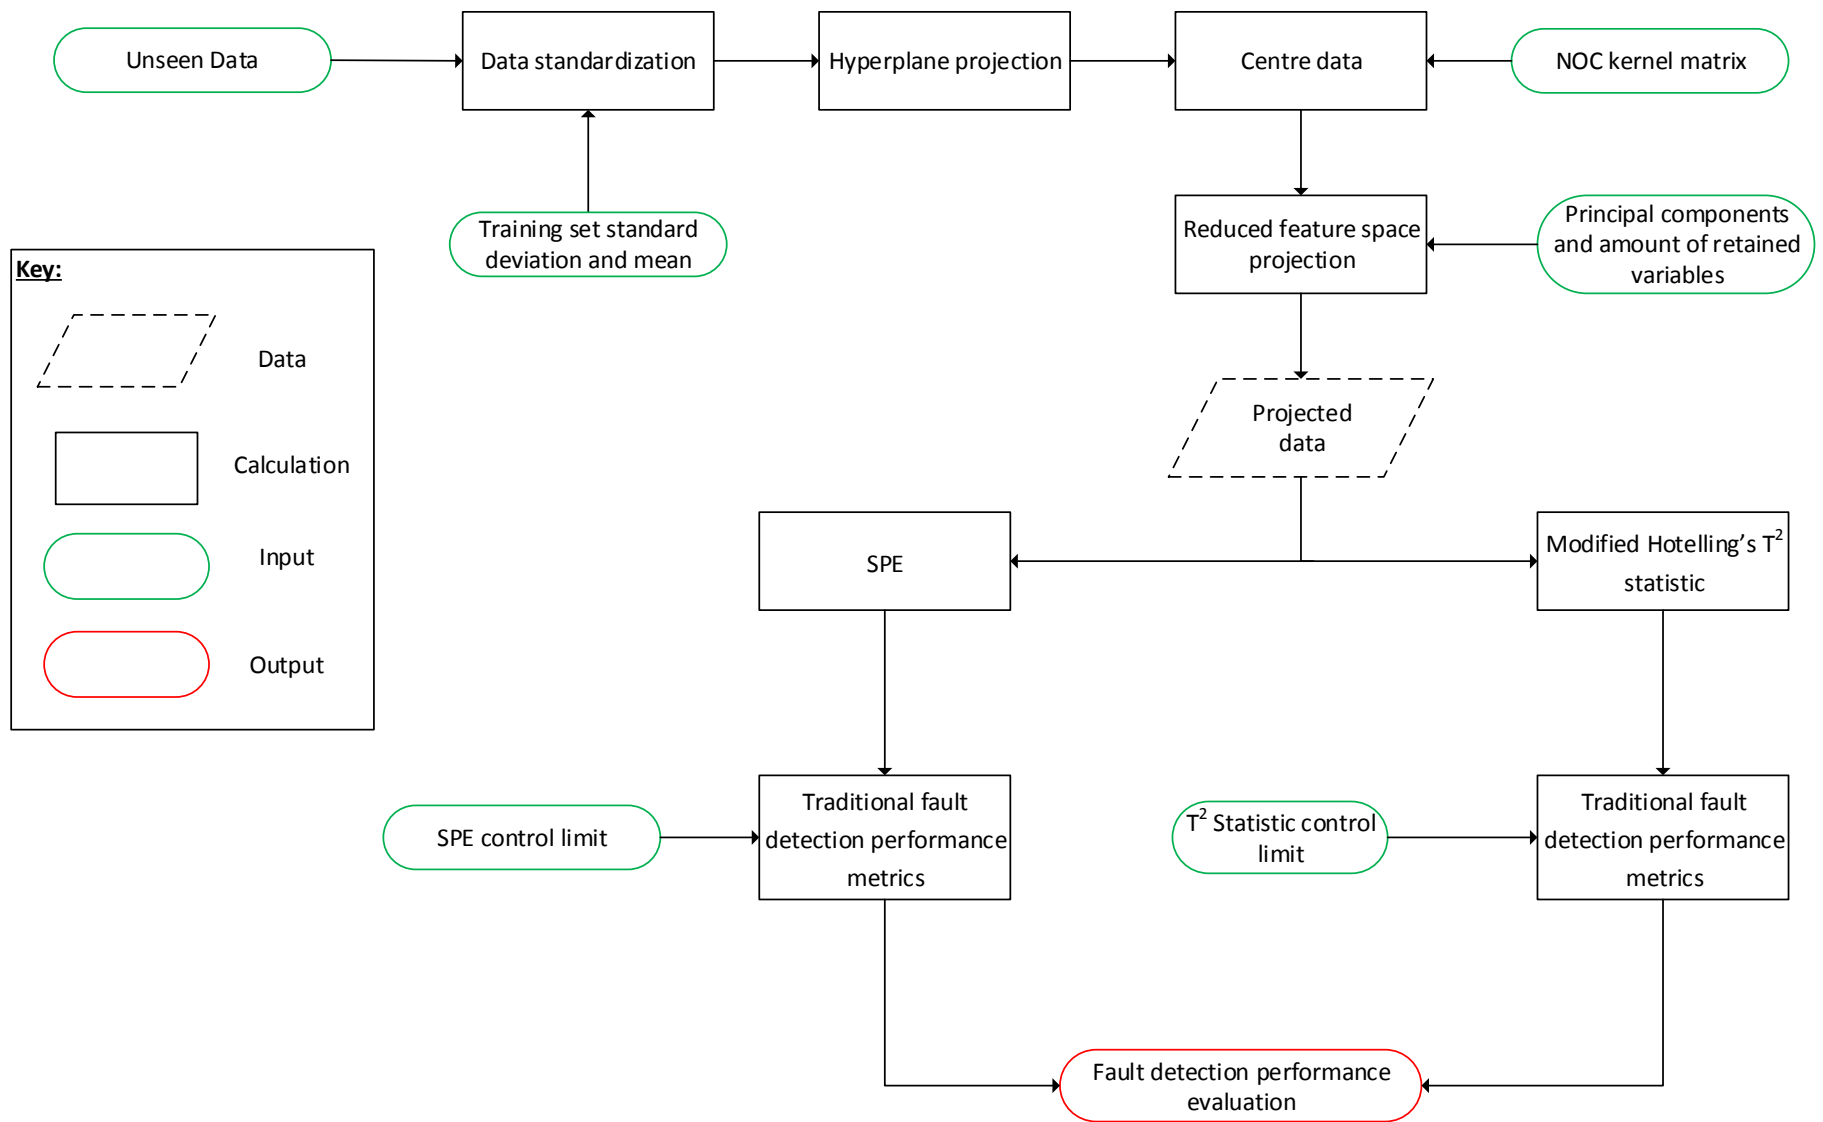 Unseen Data
Data standardization
Hyperplane projection
Centre data
NOC kernel matrix
Training set standard
deviation and mean
Reduced feature space
projection
Principal components
and amount of retained
variables
Key:
Data
Calculation
Input
Output
Projected
data
SPE
Modified Hotelling’s T²
statistic
SPE control limit
Traditional fault
detection performance
metrics
T² Statistic control
limit
Traditional fault
detection performance
metrics
Fault detection performance
evaluation